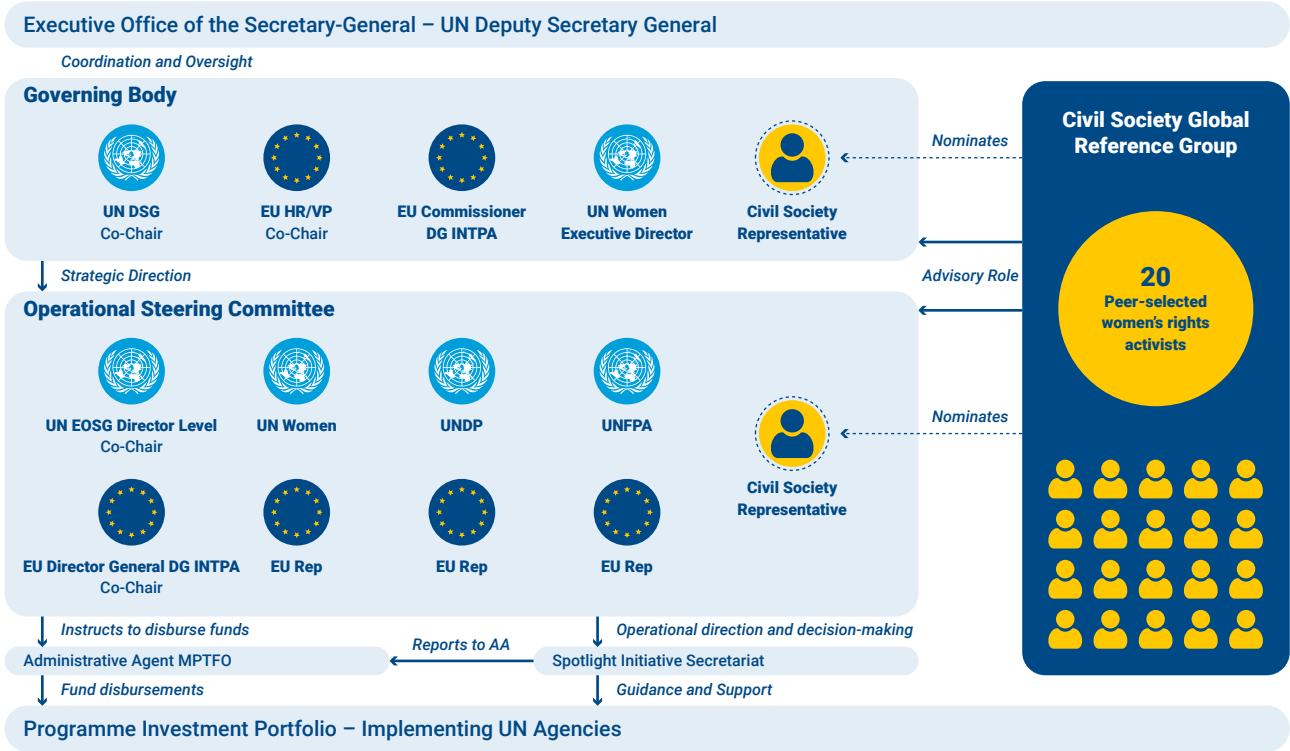 Executive Office of the Secretary-General – UN Deputy Secretary General
Coordination and Oversight
Governing Body
UN DSG
Co-Chair
EU HR/VP
Co-Chair
EU Commissioner
DG INTPA
UN Women
Executive Director
Civil Society
Representative
Nominates
Civil Society Global
Reference Group
Strategic Direction
Advisory Role
20
Peer-selected
women's rights
activists
Operational Steering Committee
UN EOSG Director Level
Co-Chair
UN Women
UNDP
UNFPA
Civil Society
Representative
Nominates
EU Director General DG INTPA
Co-Chair
EU Rep
EU Rep
EU Rep
Instructs to disburse funds
Operational direction and decision-making
Administrative Agent MPTFO
Reports to AA
Spotlight Initiative Secretariat
Fund disbursements
Guidance and Support
Programme Investment Portfolio – Implementing UN Agencies